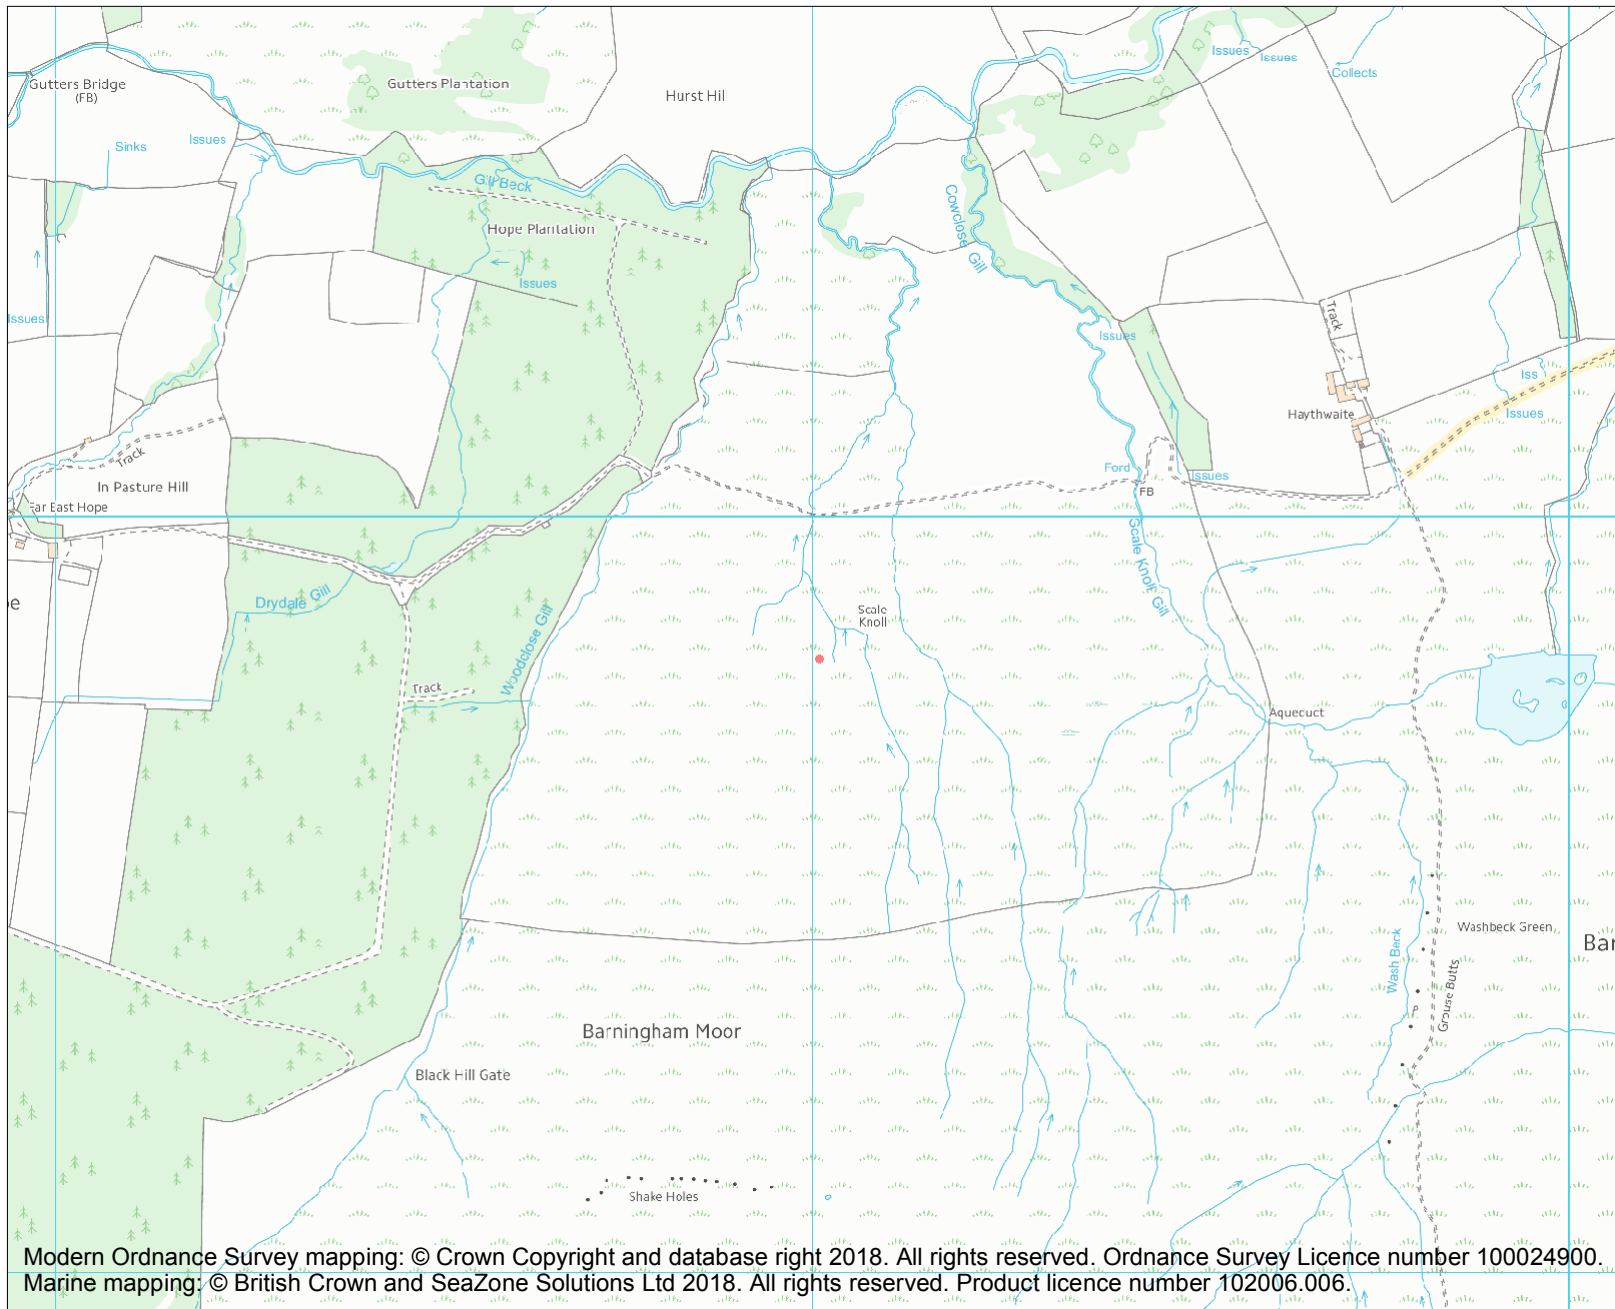 Issues
Issues
Collects
Gutters Bridge
(FB)
Gutters Plantation
Hurst Hill
Sinks
Issues
Gill Beck
Cowclose Gill
Hope Plantation
Issues
Issues
Track
Issues
Iss
Issues
Haythwaite
Track
In Pasture Hill
Ford
Issues
FB
Far East Hope
Scale Knoll Gill
Drydale Gill
pe
Scale
Knoll
Woodclose Gill
Track
Aqueduct
Wash Beck
Washbeck Green
Bar
Grouse Butts
Barningham Moor
Black Hill Gate
Shake Holes
Modern Ordnance Survey mapping: © Crown Copyright and database right 2018. All rights reserved. Ordnance Survey Licence number 100024900.
Marine mapping: © British Crown and SeaZone Solutions Ltd 2018. All rights reserved. Product licence number 102006.006.